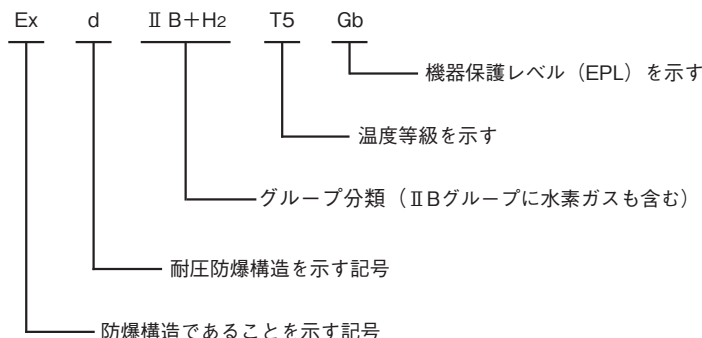 Ex d ⅡB+H2 T5 Gb
機器保護レベル（EPL）を示す
温度等級を示す
グループ分類（ⅡBグループに水素ガスも含む）
耐圧防爆構造を示す記号
防爆構造であることを示す記号